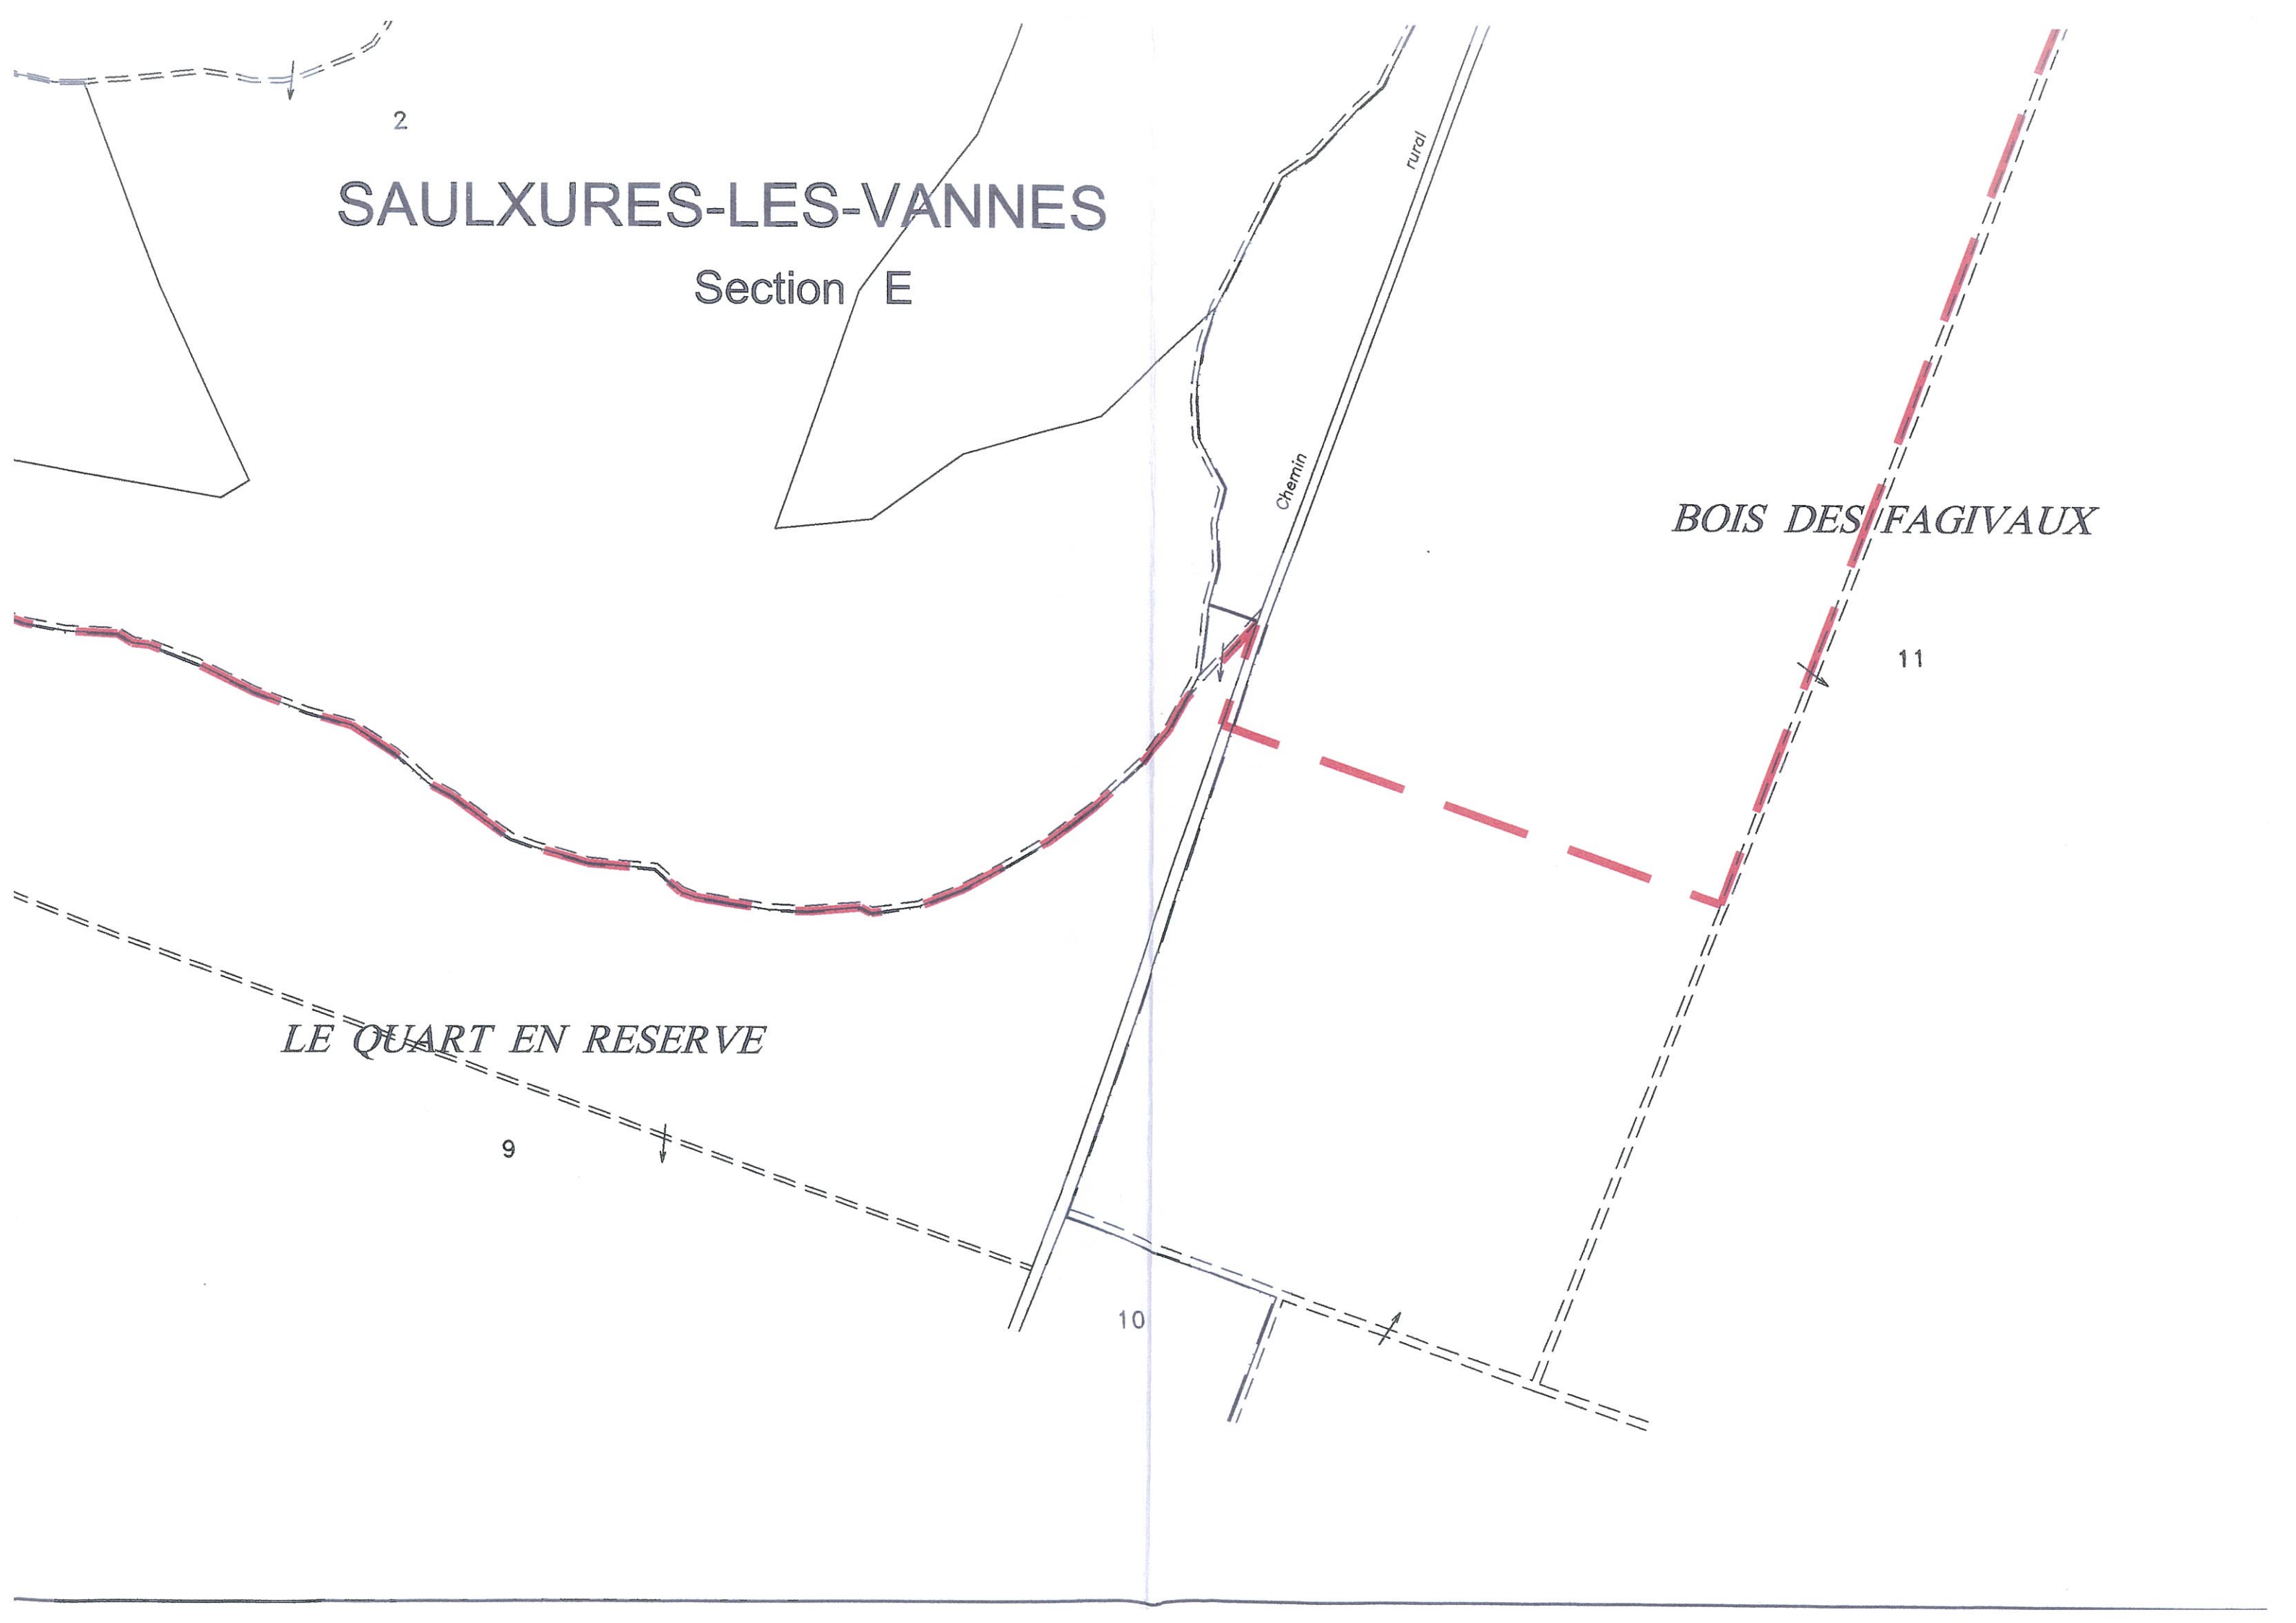 2
SAULXURES-LES-VANNES
Section E
rural
Chemin
BOIS DES FAGIVAUX
11
LE QUART EN RESERVE
9
10